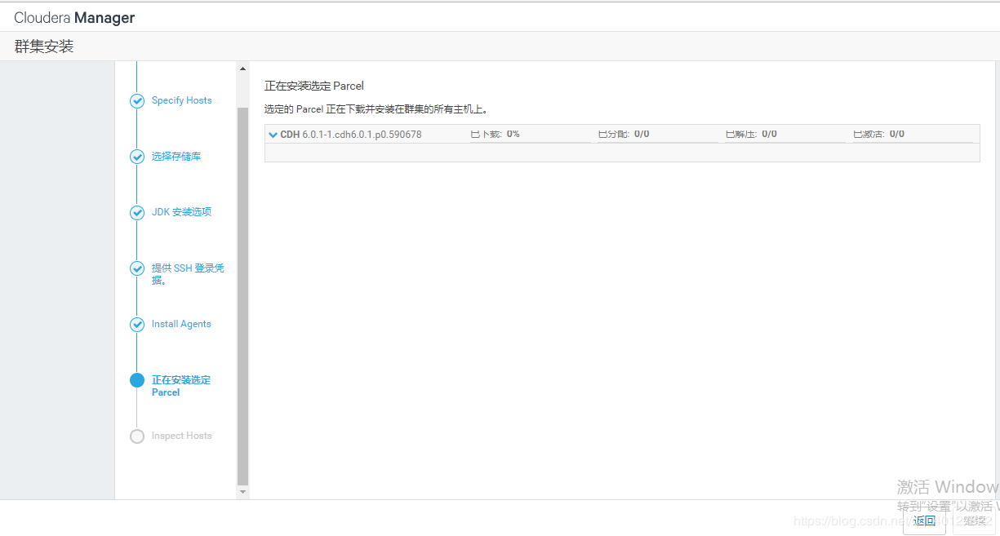 Cloudera Manager
群集安装
Specify Hosts
选择存储库
JDK 安装选项
提供 SSH 登录凭
据。
Install Agents
正在安装选定
Parcel
Inspect Hosts
正在安装选定 Parcel
选定的 Parcel 正在下载并安装在群集的所有主机上。
CDH 6.0.1-1.cdh6.0.1.p0.590678 已下载: 0% 已分配: 0/0 已解压: 0/0 已激活: 0/0
激活 Window
转到"设置"以激活
https://blog.csdn.net/
返回 继续